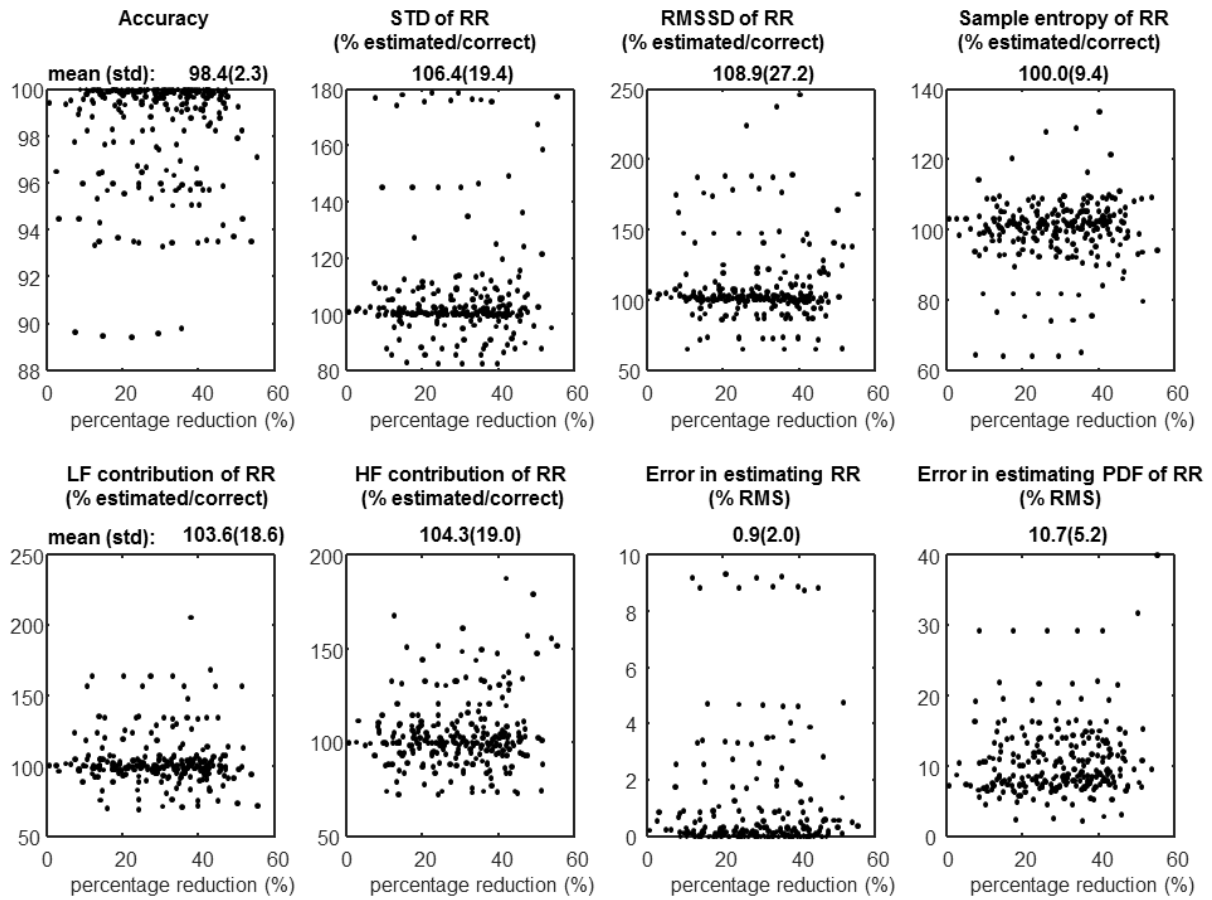 Accuracy
mean (std): 98.4(2.3)
100
98
96
94
92
90
88
0 20 40 60
percentage reduction (%)
STD of RR
(% estimated/correct)
106.4(19.4)
180
160
140
120
100
80
0 20 40 60
percentage reduction (%)
RMSSD of RR
(% estimated/correct)
108.9(27.2)
250
200
150
100
50
0 20 40 60
percentage reduction (%)
Sample entropy of RR
(% estimated/correct)
100.0(9.4)
140
120
100
80
60
0 20 40 60
percentage reduction (%)
LF contribution of RR
(% estimated/correct)
mean (std): 103.6(18.6)
250
200
150
100
50
0 20 40 60
percentage reduction (%)
HF contribution of RR
(% estimated/correct)
104.3(19.0)
200
150
100
50
0 20 40 60
percentage reduction (%)
Error in estimating RR
(% RMS)
0.9(2.0)
10
8
6
4
2
0
0 20 40 60
percentage reduction (%)
Error in estimating PDF of RR
(% RMS)
10.7(5.2)
40
30
20
10
0
0 20 40 60
percentage reduction (%)